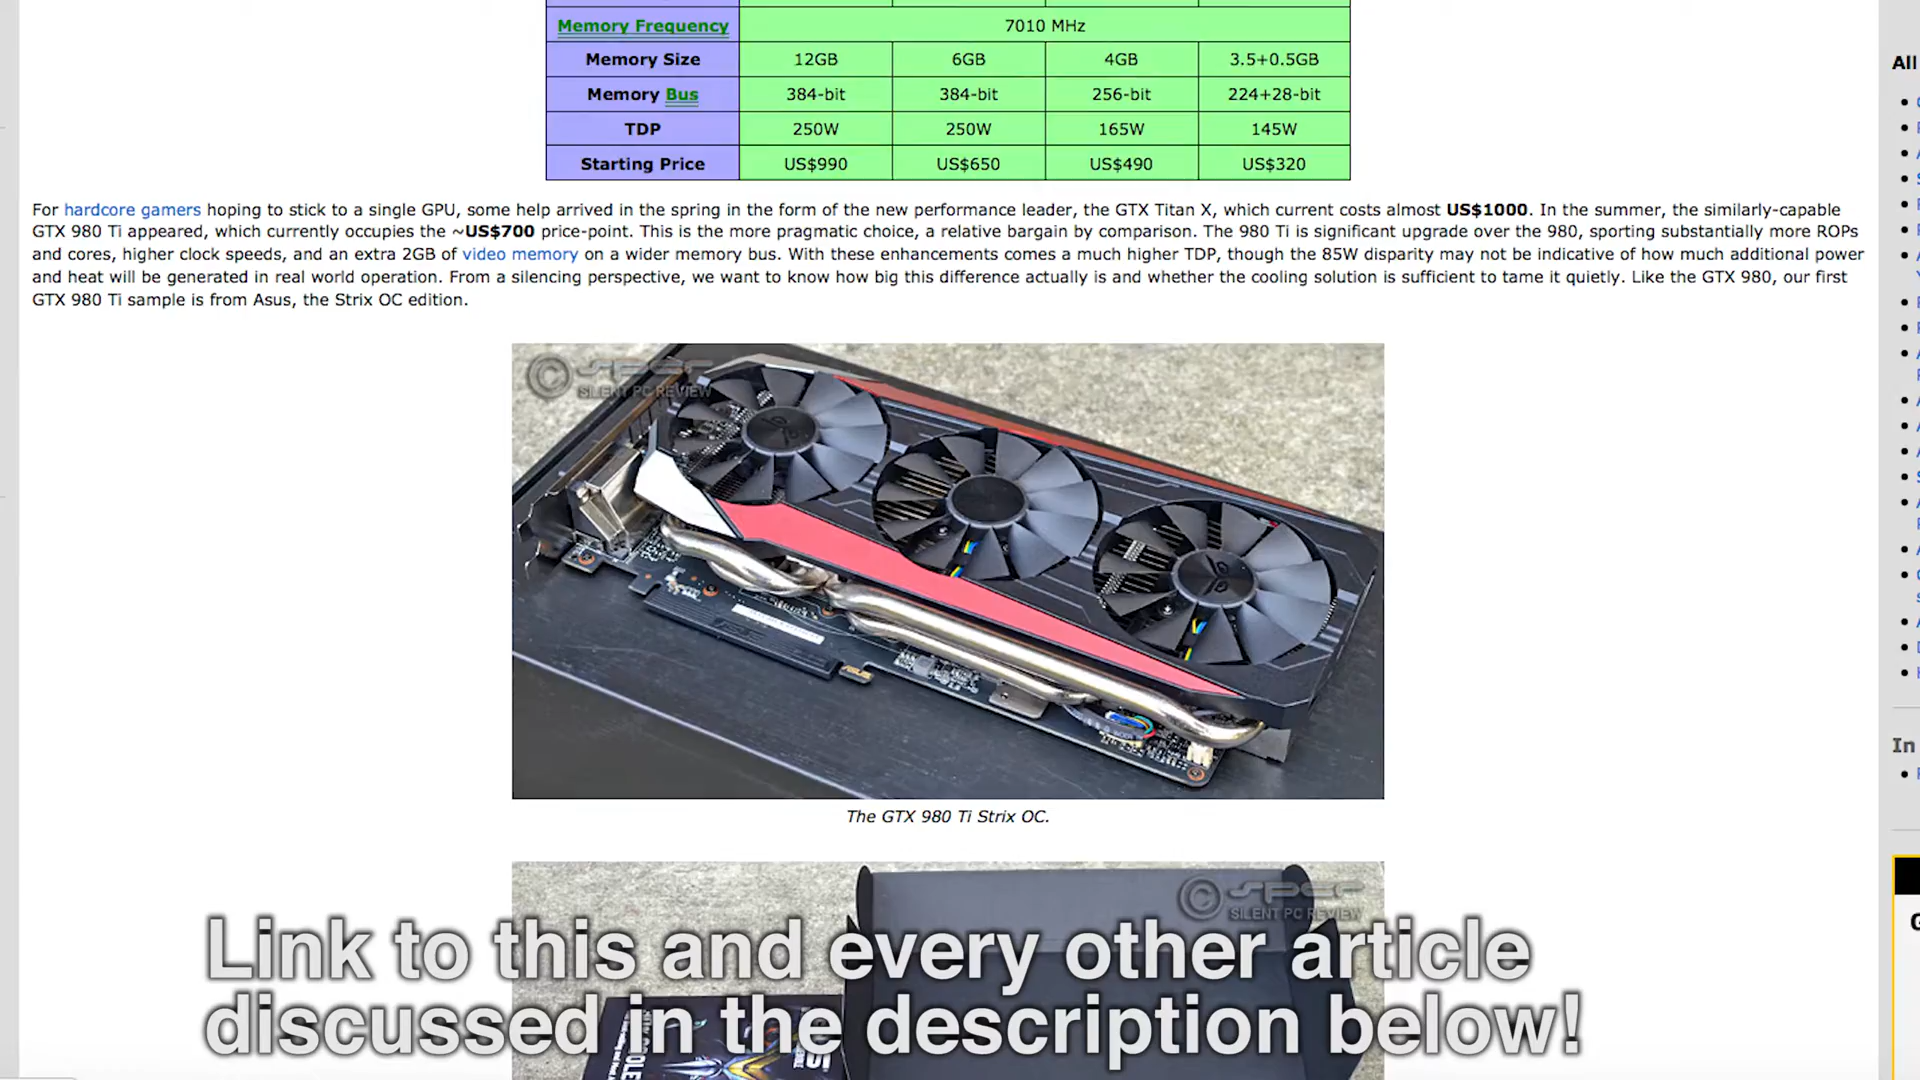 Memory Frequency 7010 MHz
Memory Size 12GB 6GB 4GB 3.5+0.5GB
Memory Bus 384-bit 384-bit 256-bit 224+28-bit
TDP 250W 250W 165W 145W
Starting Price US$990 US$650 US$490 US$320
For hardcore gamers hoping to stick to a single GPU, some help arrived in the spring in the form of the new performance leader, the GTX Titan X, which current costs almost US$1000. In the summer, the similarly-capable
GTX 980 Ti appeared, which currently occupies the ~US$700 price-point. This is the more pragmatic choice, a relative bargain by comparison. The 980 Ti is significant upgrade over the 980, sporting substantially more ROPs
and cores, higher clock speeds, and an extra 2GB of video memory on a wider memory bus. With these enhancements comes a much higher TDP, though the 85W disparity may not be indicative of how much additional power
and heat will be generated in real world operation. From a silencing perspective, we want to know how big this difference actually is and whether the cooling solution is sufficient to tame it quietly. Like the GTX 980, our first
GTX 980 Ti sample is from Asus, the Strix OC edition.
© SPCR
SILENT PC REVIEW
The GTX 980 Ti Strix OC.
© SPCR
SILENT PC REVIEW
Link to this and every other article
discussed in the description below!
All
In